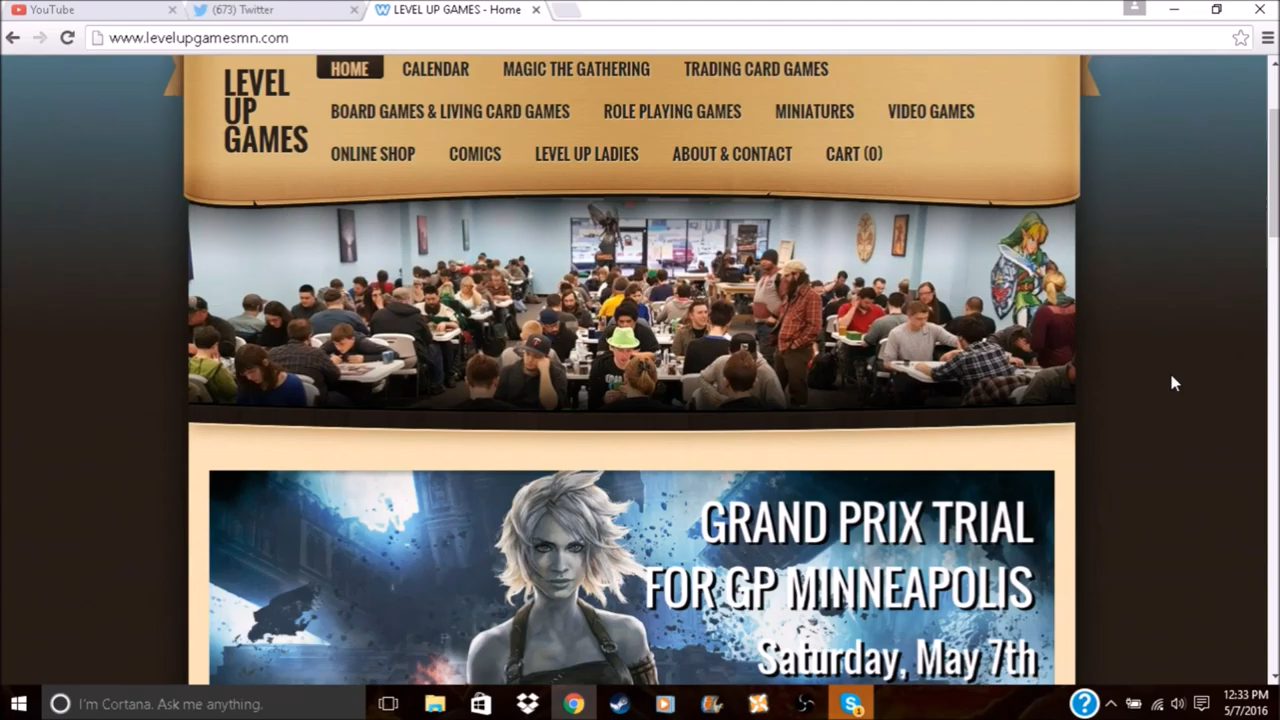 YouTube
(673) Twitter
LEVEL UP GAMES - Home
www.levelupgamesmn.com
LEVEL
UP
GAMES
HOME CALENDAR MAGIC THE GATHERING TRADING CARD GAMES
BOARD GAMES & LIVING CARD GAMES ROLE PLAYING GAMES MINIATURES VIDEO GAMES
ONLINE SHOP COMICS LEVEL UP LADIES ABOUT & CONTACT CART (0)
GRAND PRIX TRIAL
FOR GP MINNEAPOLIS
Saturday, May 7th
I'm Cortana. Ask me anything.
1
12:33 PM
5/7/2016